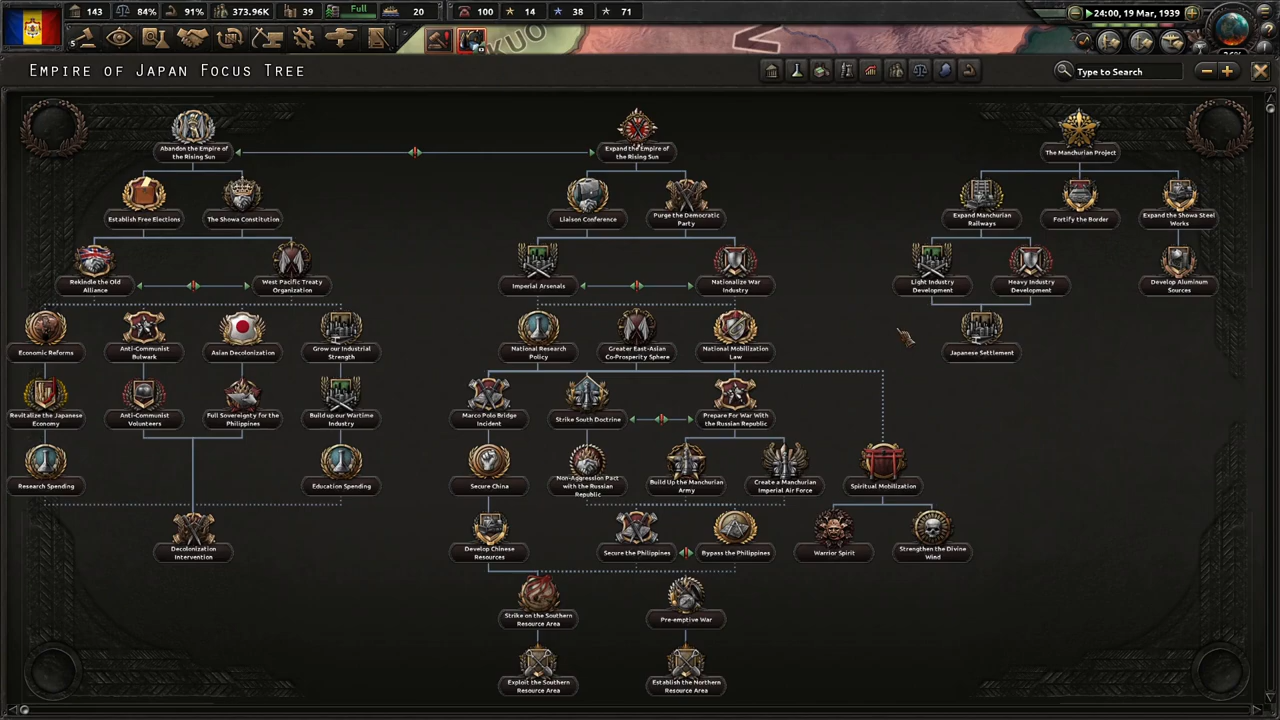 143
84%
91%
373.96K
39
Full
20
100
14
38
71
24:00, 19 Mar, 1939
5
KUO
Empire of Japan Focus Tree
Type to Search
Abandon the Empire of
the Rising Sun
Expand the Empire of
the Rising Sun
The Manchurian Project
Establish Free Elections
The Showa Constitution
Liaison Conference
Purge the Democratic
Party
Expand Manchurian
Railways
Fortify the Border
Expand the Showa Steel
Works
Rekindle the Old
Alliance
West Pacific Treaty
Organization
Imperial Arsenals
Nationalize War
Industry
Light Industry
Development
Heavy Industry
Development
Develop Aluminum
Sources
Economic Reforms
Anti-Communist
Bulwark
Asian Decolonization
Grow our Industrial
Strength
National Research
Policy
Greater East-Asian
Co-Prosperity Sphere
National Mobilization
Law
Japanese Settlement
Revitalize the Japanese
Economy
Anti-Communist
Volunteers
Full Sovereignty for the
Philippines
Build up our Wartime
Industry
Marco Polo Bridge
Incident
Strike South Doctrine
Prepare For War With
the Russian Republic
Research Spending
Education Spending
Secure China
Non-Aggression Pact
with the Russian
Republic
Build Up the Manchurian
Army
Create a Manchurian
Imperial Air Force
Spiritual Mobilization
Decolonization
Intervention
Develop Chinese
Resources
Secure the Philippines
Bypass the Philippines
Warrior Spirit
Strengthen the Divine
Wind
Strike on the Southern
Resource Area
Pre-emptive War
Exploit the Southern
Resource Area
Establish the Northern
Resource Area